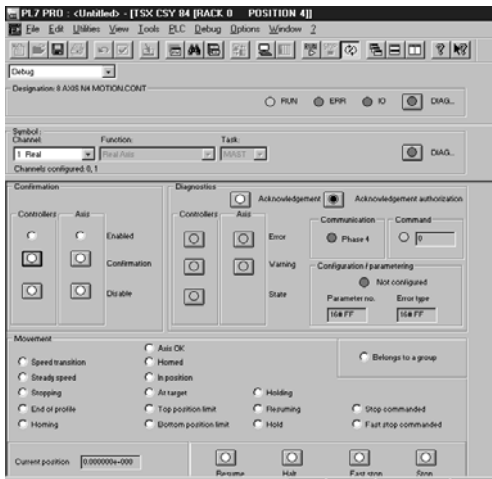 PL7 PRO : <Untitled> - [TSX CSY 84 [RACK 0 POSITION 4]]
File Edit Utilities View Tools PLC Debug Options Window ?
Debug
Designation: 8 AXIS N4 MOTION.CONT
RUN ERR IO DIAG...
Symbol:
Channel: Function: Task:
1 Real Real Axis MAST DIAG...
Channels configured: 0, 1
Confirmation Diagnostics
Acknowledgement Acknowledgement authorization
Controllers Axis Controllers Axis Communication Command
Enabled Error Phase 4 0
Confirmation Warning Configuration / parametering
Not configured
Disable State Parameter no. Error type
16#FF 16#FF
Movement
Axis OK
Speed transition Homed Belongs to a group
Steady speed In position
Stopping At target Holding
End of profile Top position limit Resuming Stop commanded
Homing Bottom position limit Hold Fast stop commanded
Current position 0.000000e+000
Resume Halt Fast stop Stop